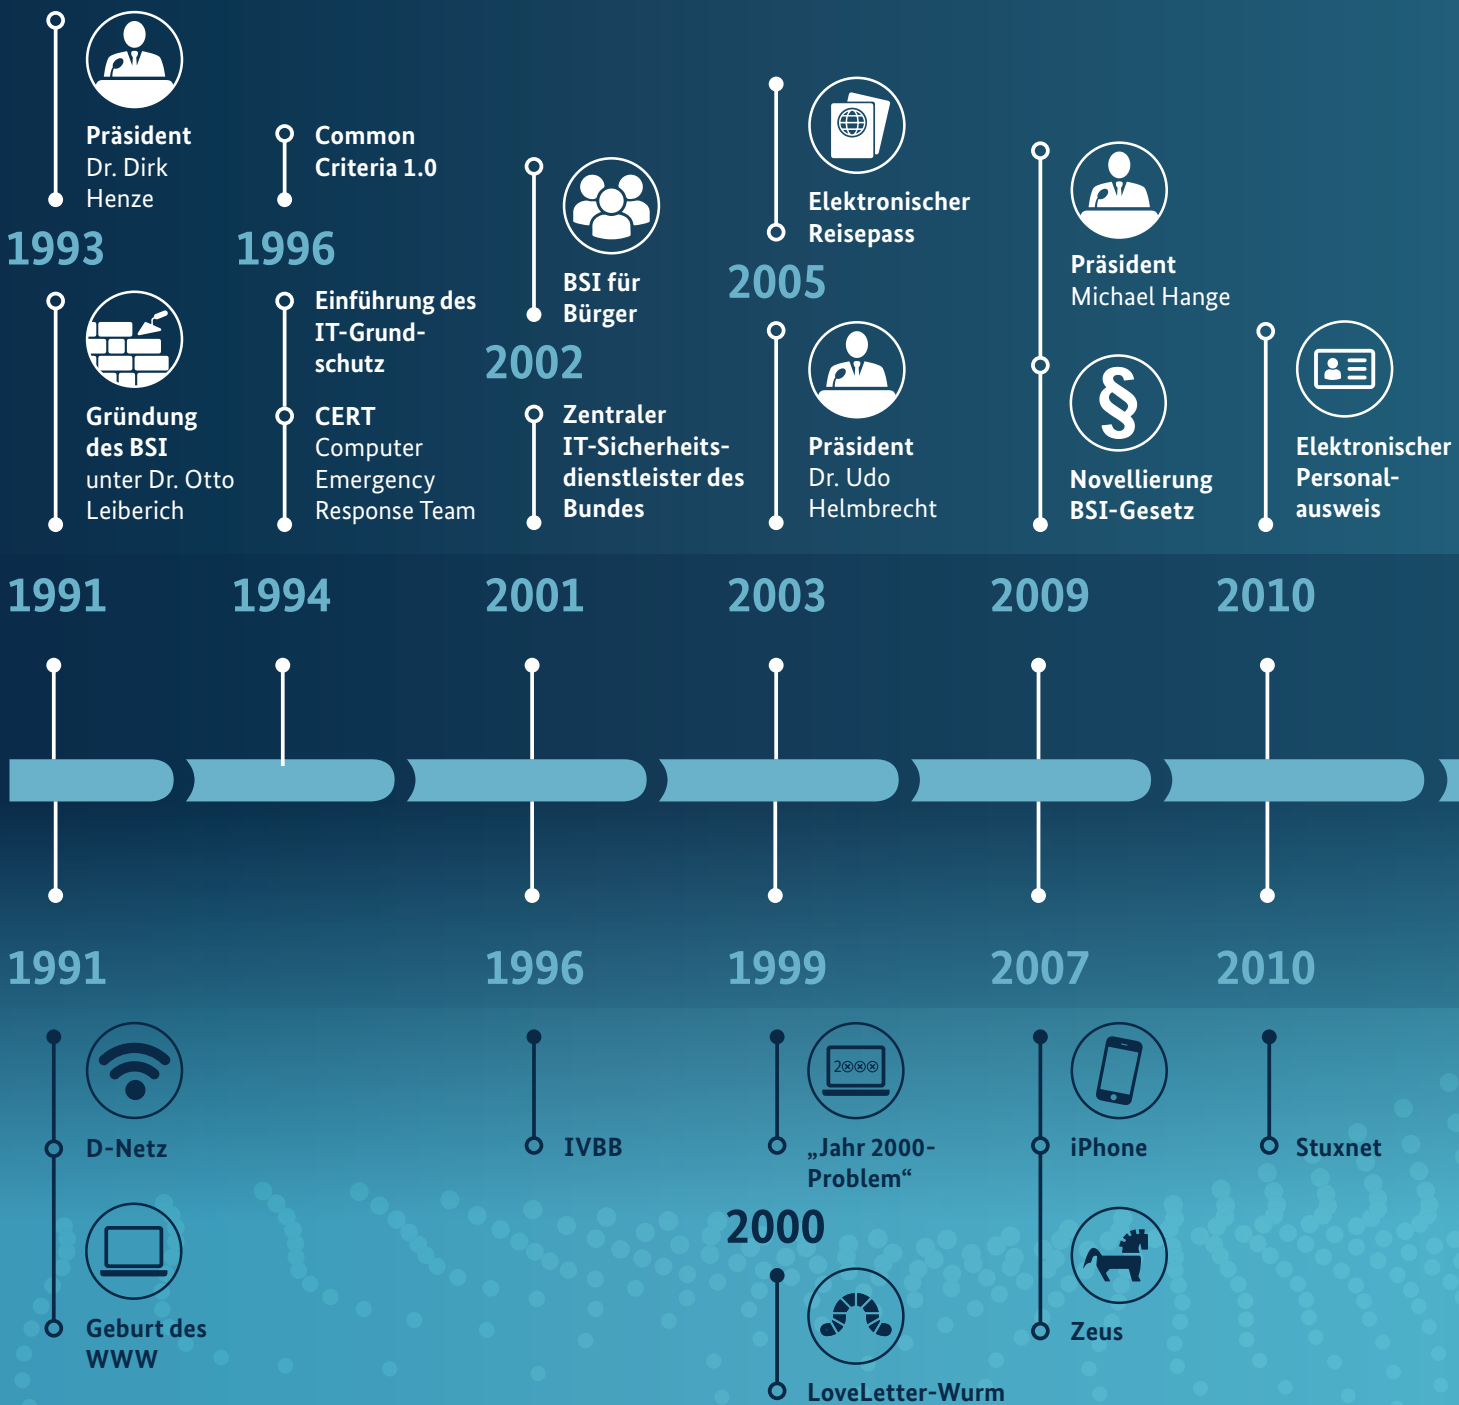 Präsident
Dr. Dirk
Henze
1993
Gründung
des BSI
unter Dr. Otto
Leiberich
1991
Common
Criteria 1.0
1996
Einführung des
IT-Grund-
schutz
CERT
Computer
Emergency
Response Team
1994
BSI für
Bürger
2002
Zentraler
IT-Sicherheits-
dienstleister des
Bundes
2001
Elektronischer
Reisepass
2005
Präsident
Dr. Udo
Helmbrecht
2003
Präsident
Michael Hange
§
Novellierung
BSI-Gesetz
2009
Elektronischer
Personal-
ausweis
2010
1991
D-Netz
Geburt des
WWW
1996
IVBB
1999
2⊗⊗⊗
„Jahr 2000-
Problem“
2000
LoveLetter-Wurm
2007
iPhone
Zeus
2010
Stuxnet